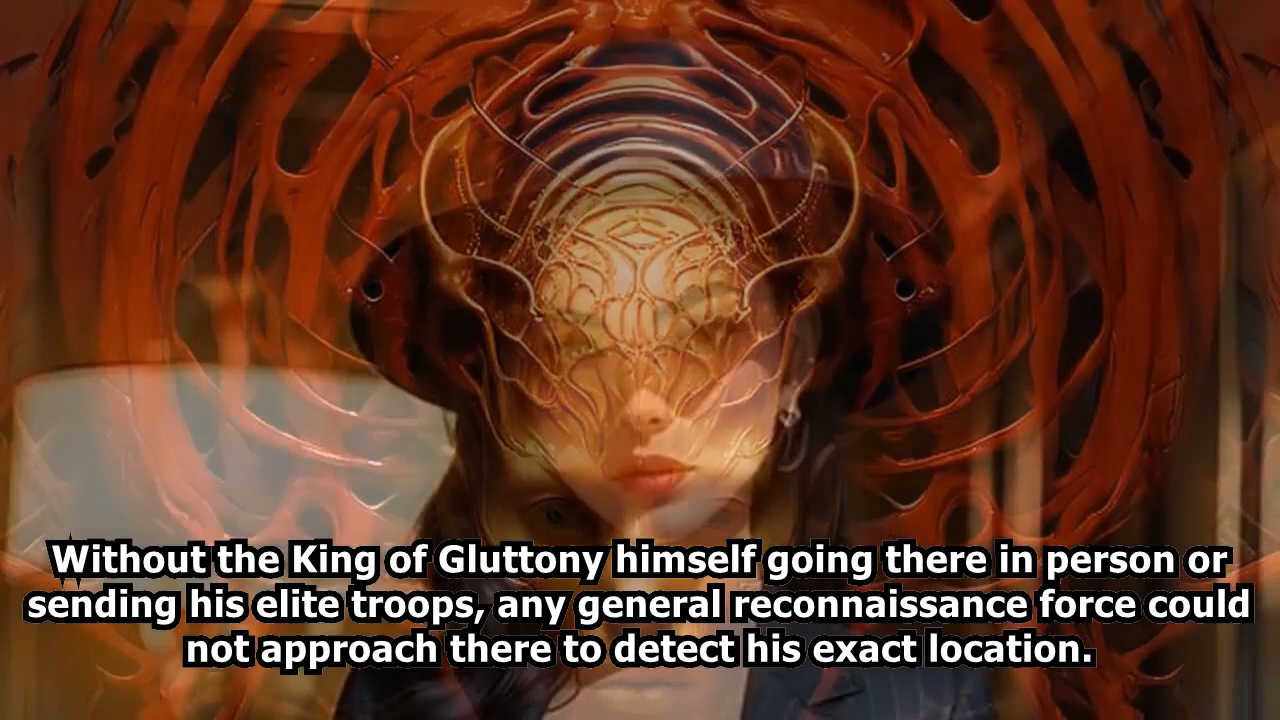 Without the King of Gluttony himself going there in person or
sending his elite troops, any general reconnaissance force could
not approach there to detect his exact location.